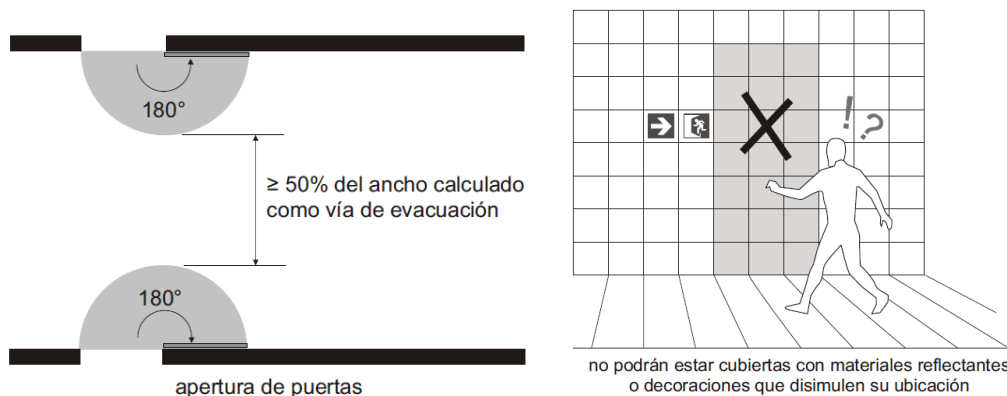 180°
≥ 50% del ancho calculado
como vía de evacuación
180°
apertura de puertas
!
?
no podrán estar cubiertas con materiales reflectantes
o decoraciones que disimulen su ubicación